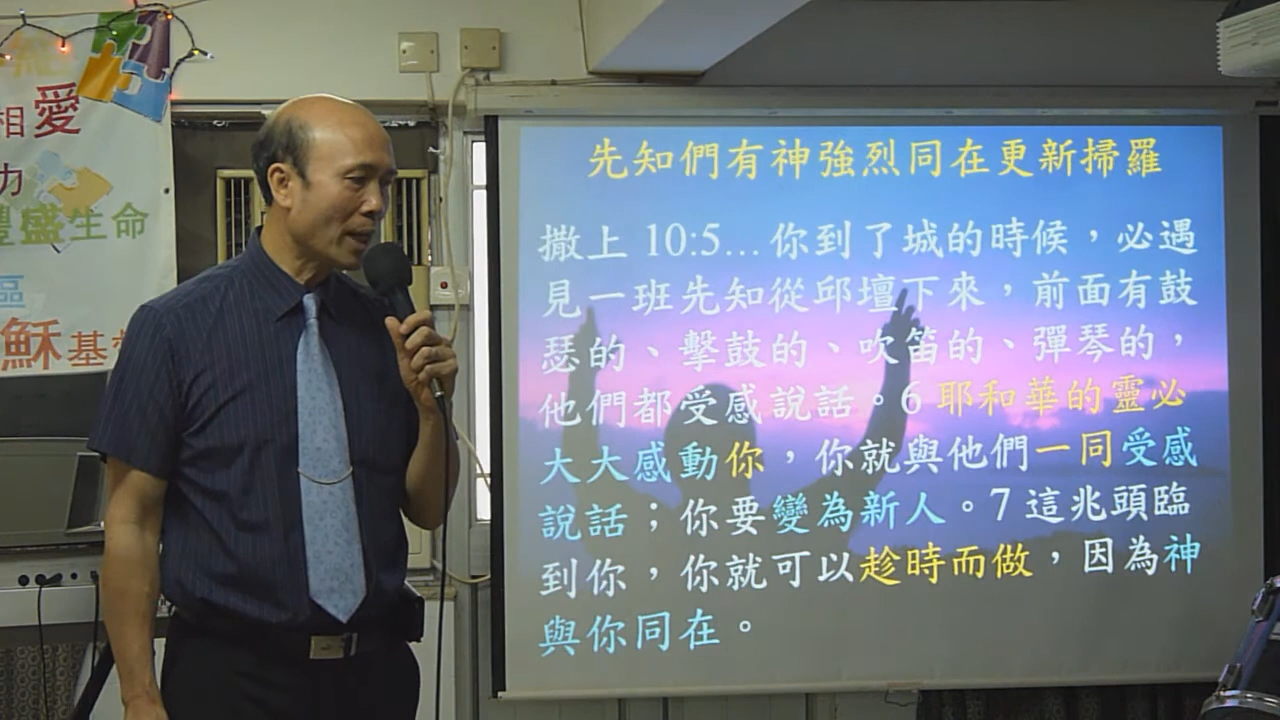 相愛
力
豐盛生命
區
穌基督
先知們有神強烈同在更新掃羅
撒上 10:5… 你到了城的時候，必遇
見一班先知從邱壇下來，前面有鼓
瑟的、擊鼓的、吹笛的、彈琴的，
他們都受感說話。6 耶和華的靈必
大大感動你，你就與他們一同受感
說話；你要變為新人。7 這兆頭臨
到你，你就可以趁時而做，因為神
與你同在。